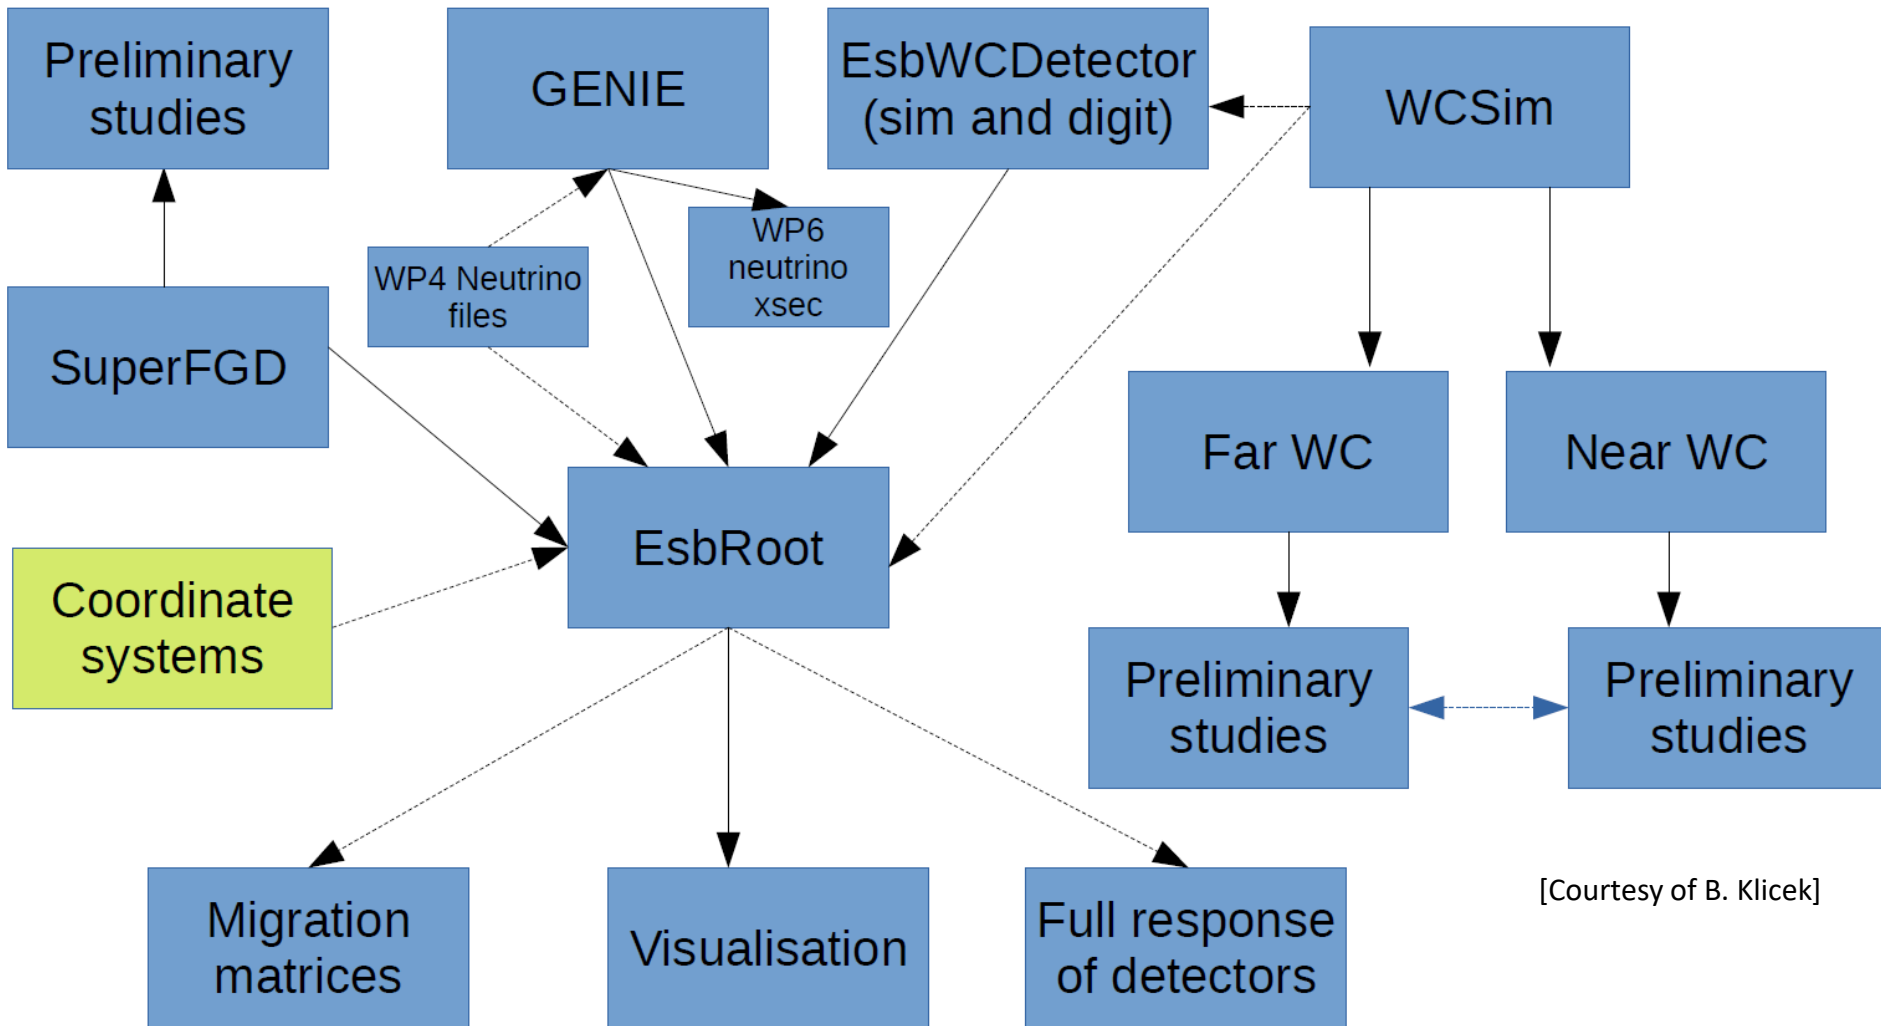 Preliminary
studies
GENIE
EsbWCDetector
(sim and digit)
WCSim
WP6
neutrino
xsec
WP4 Neutrino
files
SuperFGD
Far WC
Near WC
EsbRoot
Coordinate
systems
Preliminary
studies
Preliminary
studies
Migration
matrices
Visualisation
Full response
of detectors
[Courtesy of B. Klicek]